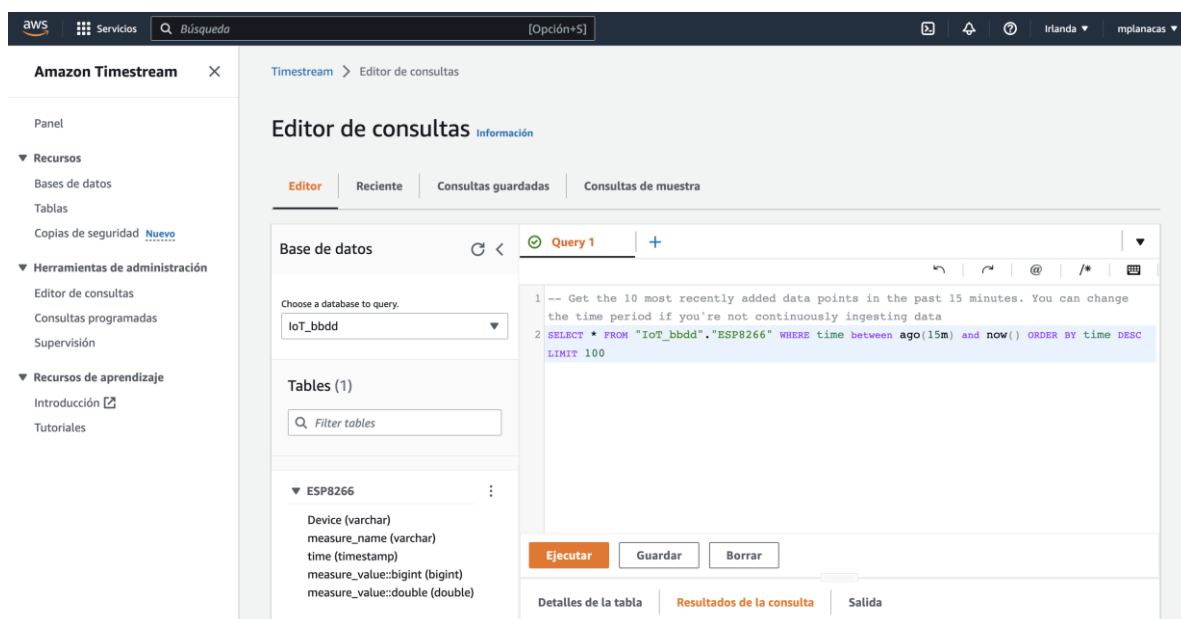 aws
Servicios
Búsqueda
[Opción+S]
Irlanda
mplanacas
Amazon Timestream
Panel
Recursos
Bases de datos
Tablas
Copias de seguridad Nuevo
Herramientas de administración
Editor de consultas
Consultas programadas
Supervisión
Recursos de aprendizaje
Introducción
Tutoriales
Timestream > Editor de consultas
Editor de consultas Información
Editor
Reciente
Consultas guardadas
Consultas de muestra
Base de datos
Choose a database to query.
IoT_bbdd
Tables (1)
Filter tables
ESP8266
Device (varchar)
measure_name (varchar)
time (timestamp)
measure_value::bigint (bigint)
measure_value::double (double)
Query 1
@
/*
1 -- Get the 10 most recently added data points in the past 15 minutes. You can change
the time period if you're not continuously ingesting data
2 SELECT * FROM "IoT_bbdd"."ESP8266" WHERE time between ago(15m) and now() ORDER BY time DESC
LIMIT 100
Ejecutar
Guardar
Borrar
Detalles de la tabla
Resultados de la consulta
Salida